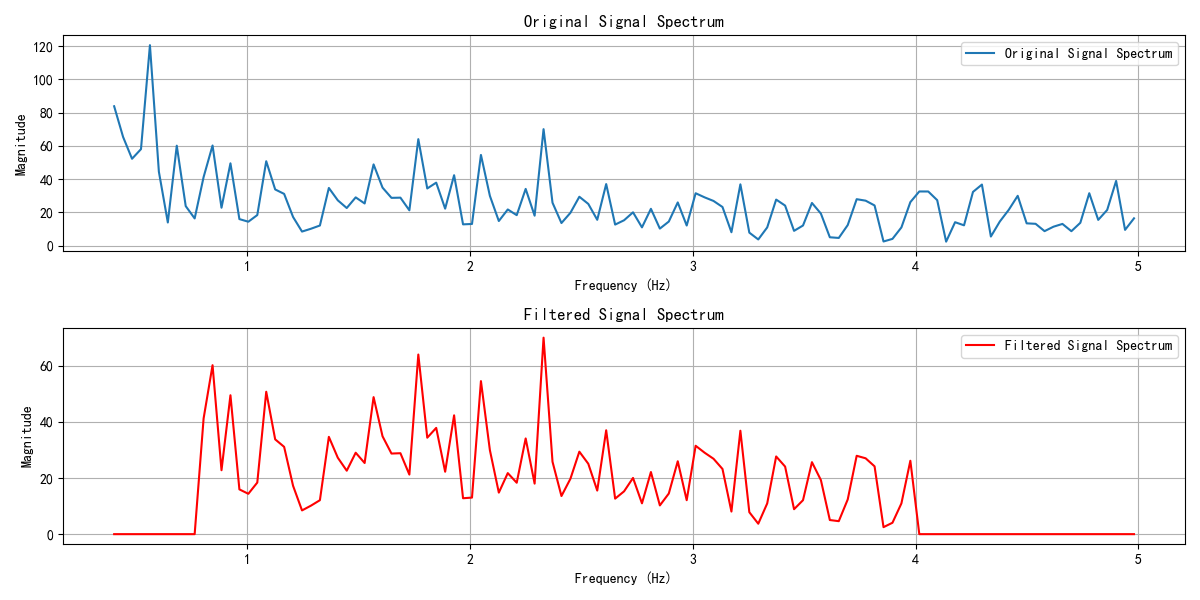 Original Signal Spectrum
120
100
80
60
40
20
0
Magnitude
Original Signal Spectrum
1 2 3 4 5
Frequency (Hz)
Filtered Signal Spectrum
60
40
20
0
Magnitude
Filtered Signal Spectrum
1 2 3 4 5
Frequency (Hz)